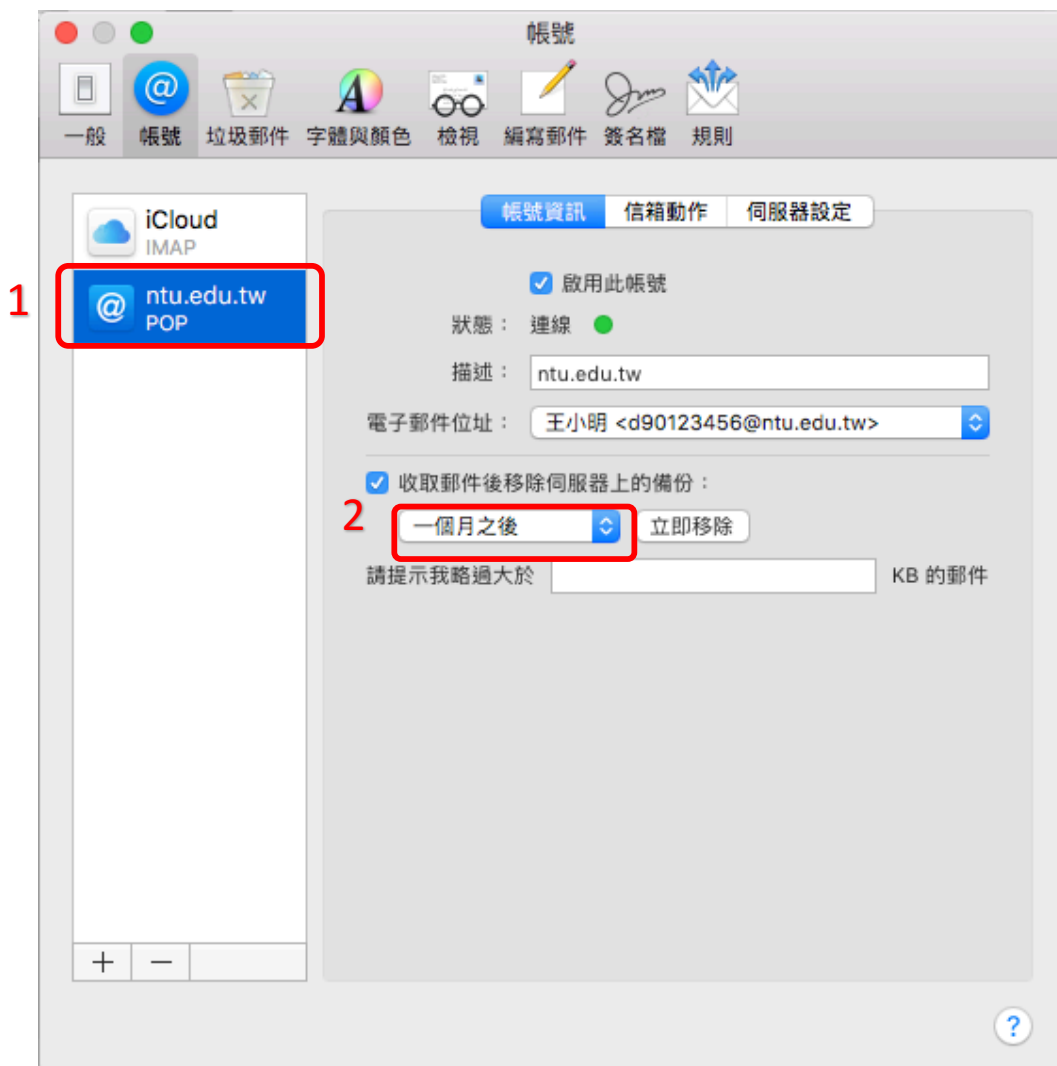 帳號
一般 帳號 垃圾郵件 字體與顏色 檢視 編寫郵件 簽名檔 規則
iCloud
IMAP
1
@ ntu.edu.tw
POP
帳號資訊 信箱動作 伺服器設定
啟用此帳號
狀態： 連線
描述： ntu.edu.tw
電子郵件位址： 王小明 <d90123456@ntu.edu.tw>
收取郵件後移除伺服器上的備份：
2
一個月之後 立即移除
請提示我略過大於 KB 的郵件
+ −
?